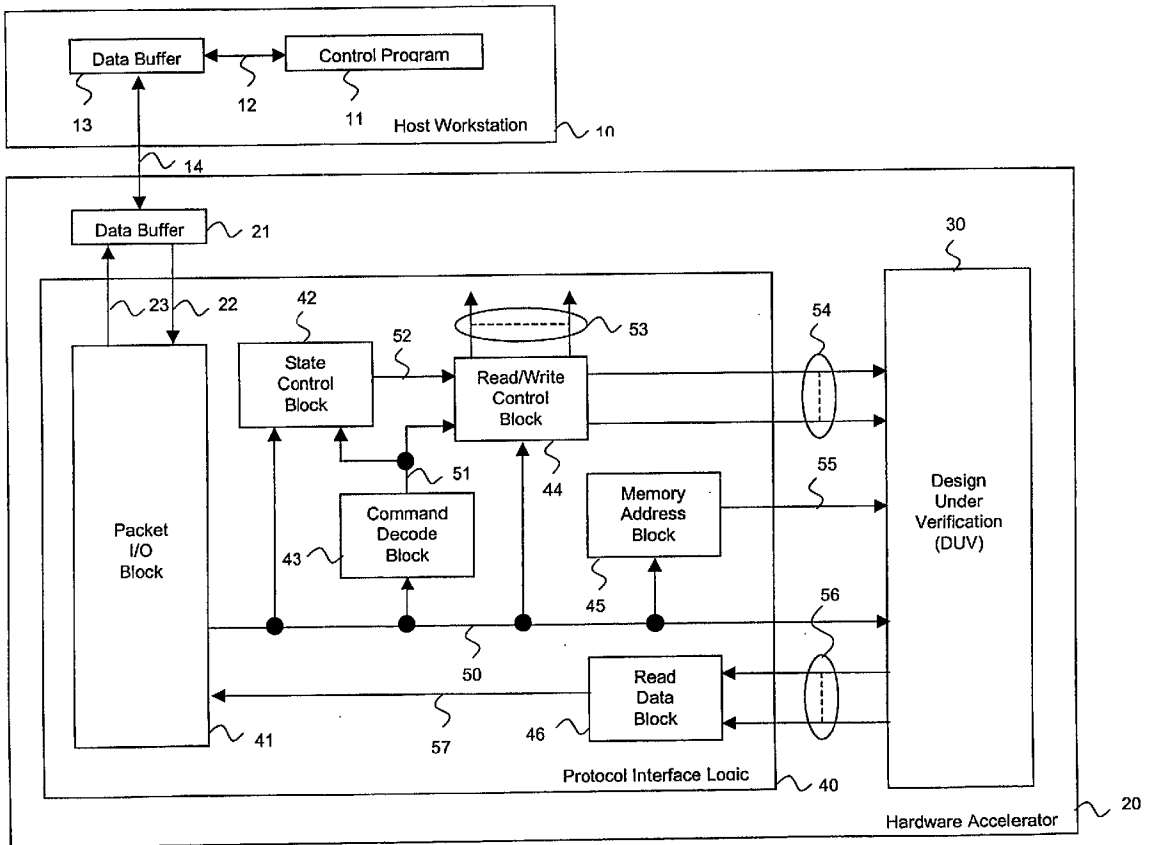 Data Buffer
Control Program
13
12
11
Host Workstation
10
14
Data Buffer
21
30
23
22
42
53
54
52
State
Control
Block
Read/Write
Control
Block
51
44
55
Packet
I/O
Block
Command
Decode
Block
43
Memory
Address
Block
45
Design
Under
Verification
(DUV)
56
50
Read
Data
Block
41
57
46
Protocol Interface Logic
40
Hardware Accelerator
20